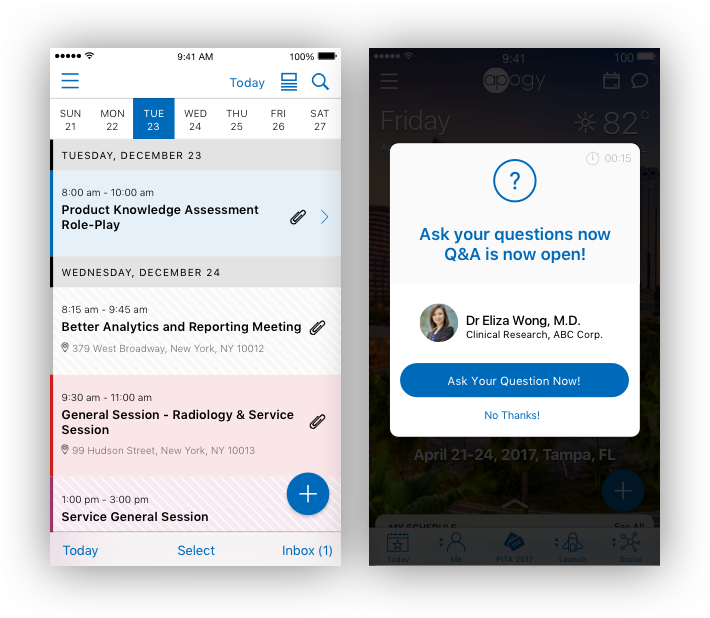 9:41 AM
100%
Today
SUN MON TUE WED THU FRI SAT
21 22 23 24 25 26 27
TUESDAY, DECEMBER 23
8:00 am - 10:00 am
Product Knowledge Assessment
Role-Play
WEDNESDAY, DECEMBER 24
8:15 am - 9:45 am
Better Analytics and Reporting Meeting
379 West Broadway, New York, NY 10012
9:30 am - 11:00 am
General Session - Radiology & Service
Session
99 Hudson Street, New York, NY 10013
1:00 pm - 3:00 pm
Service General Session
Today Select Inbox (1)
9:41
100
apogy
Friday
82°
00:15
?
Ask your questions now
Q&A is now open!
Dr Eliza Wong, M.D.
Clinical Research, ABC Corp.
Ask Your Question Now!
No Thanks!
April 21-24, 2017, Tampa, FL
MY SCHEDULE See All
Today Me PITA 2017 Launch Social